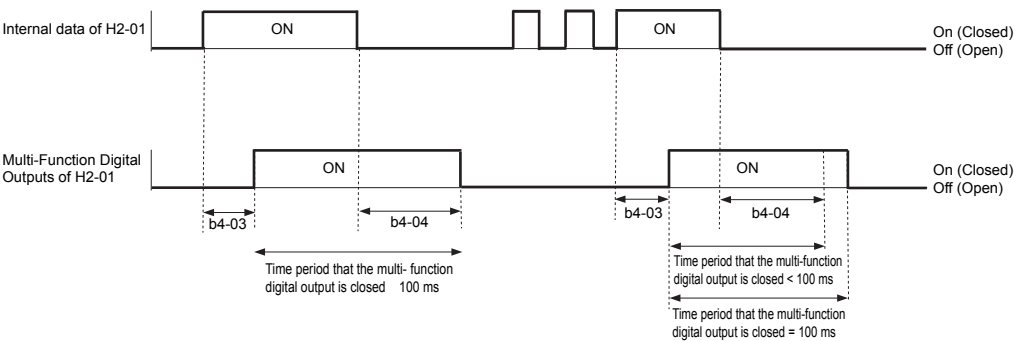 Internal data of H2-01
ON
ON
On (Closed)
Off (Open)
Multi-Function Digital
Outputs of H2-01
ON
ON
On (Closed)
Off (Open)
b4-03
b4-04
b4-03
b4-04
Time period that the multi- function
digital output is closed 100 ms
Time period that the multi-function
digital output is closed < 100 ms
Time period that the multi-function
digital output is closed = 100 ms